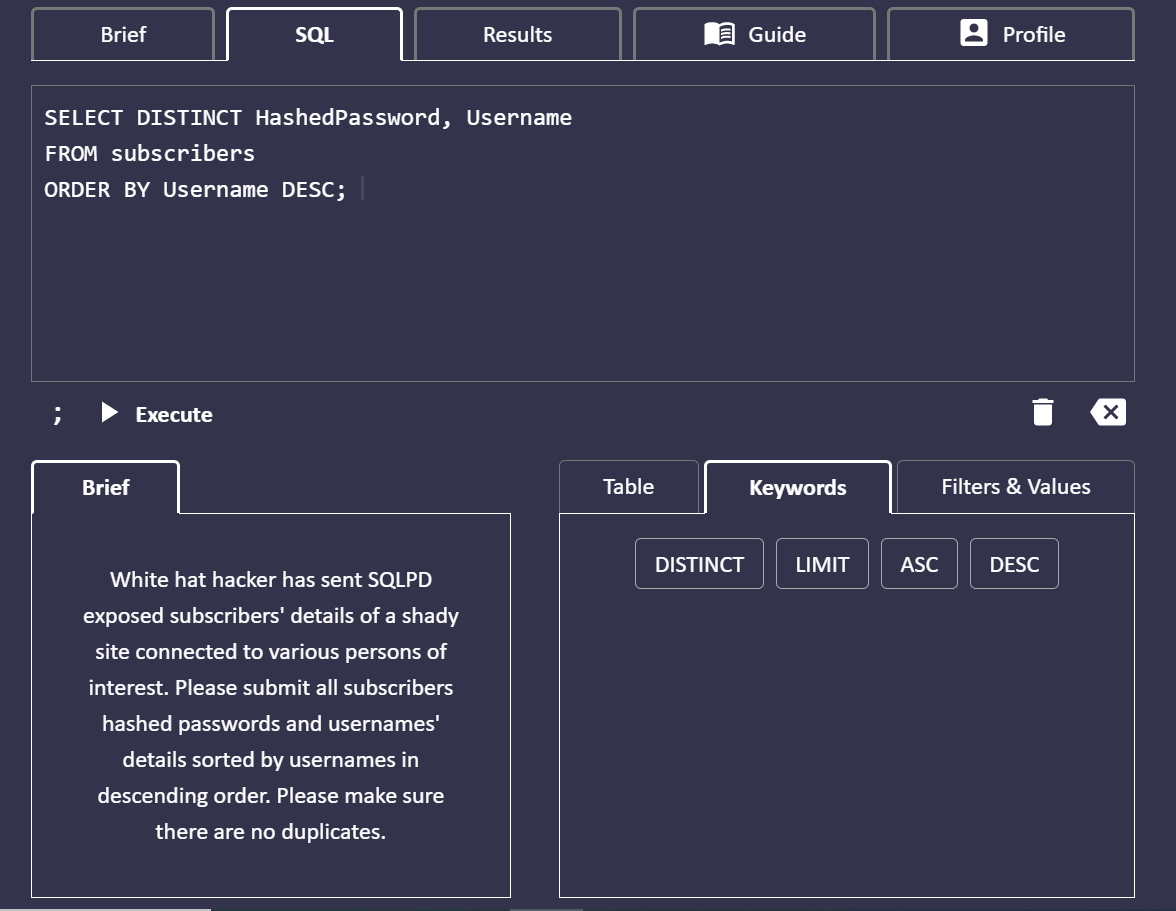 Brief
SQL
Results
Guide
Profile
SELECT DISTINCT HashedPassword, Username
FROM subscribers
ORDER BY Username DESC;
;
Execute
Brief
White hat hacker has sent SQLPD
exposed subscribers' details of a shady
site connected to various persons of
interest. Please submit all subscribers
hashed passwords and usernames'
details sorted by usernames in
descending order. Please make sure
there are no duplicates.
Table
Keywords
Filters & Values
DISTINCT
LIMIT
ASC
DESC